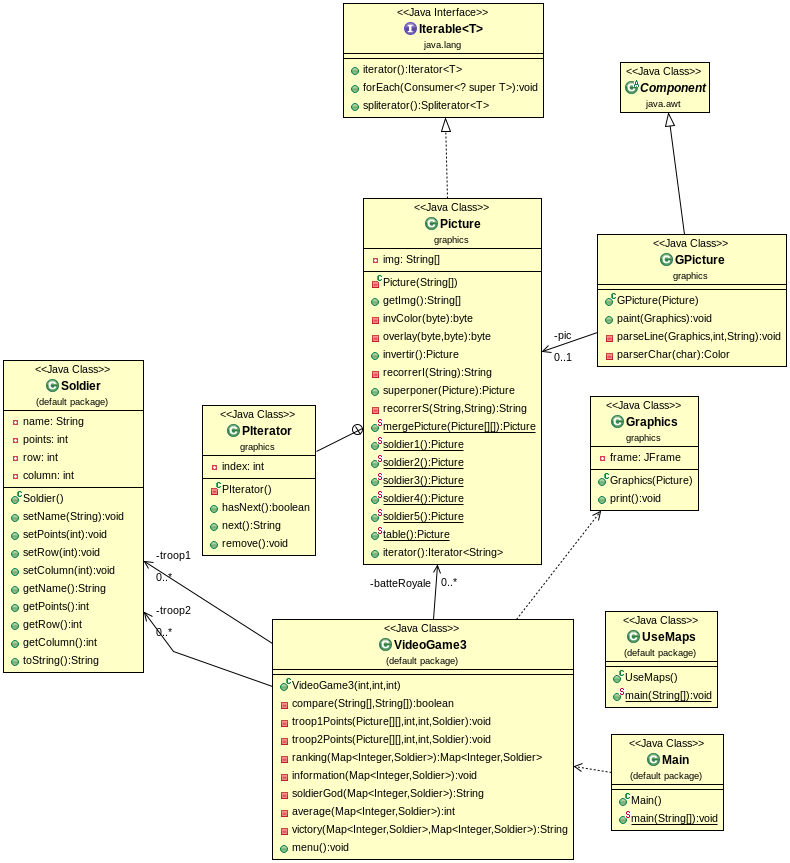 <<Java Interface>>
Iterable<T>
java.lang
iterator():Iterator<T>
forEach(Consumer<? super T>):void
spliterator():Spliterator<T>
<<Java Class>>
Component
java.awt
<<Java Class>>
Picture
graphics
img: String[]
Picture(String[])
getImg():String[]
invColor(byte):byte
overlay(byte,byte):byte
invertir():Picture
recorrerI(String):String
superponer(Picture):Picture
recorrerS(String,String):String
mergePicture(Picture[][]):Picture
soldier1():Picture
soldier2():Picture
soldier3():Picture
soldier4():Picture
soldier5():Picture
table():Picture
iterator():Iterator<String>
<<Java Class>>
GPicture
graphics
GPicture(Picture)
paint(Graphics):void
parseLine(Graphics,int,String):void
parserChar(char):Color
-pic
0..1
<<Java Class>>
Soldier
(default package)
name: String
points: int
row: int
column: int
Soldier()
setName(String):void
setPoints(int):void
setRow(int):void
setColumn(int):void
getName():String
getPoints():int
getRow():int
getColumn():int
toString():String
<<Java Class>>
PIterator
graphics
index: int
PIterator()
hasNext():boolean
next():String
remove():void
<<Java Class>>
Graphics
graphics
frame: JFrame
Graphics(Picture)
print():void
-troop1
0..*
-troop2
0..*
-batteRoyale
0..*
<<Java Class>>
VideoGame3
(default package)
VideoGame3(int,int,int)
compare(String[],String[]):boolean
troop1Points(Picture[][],int,int,Soldier):void
troop2Points(Picture[][],int,int,Soldier):void
ranking(Map<Integer,Soldier>):Map<Integer,Soldier>
information(Map<Integer,Soldier>):void
soldierGod(Map<Integer,Soldier>):String
average(Map<Integer,Soldier>):int
victory(Map<Integer,Soldier>,Map<Integer,Soldier>):String
menu():void
<<Java Class>>
UseMaps
(default package)
UseMaps()
main(String[]):void
<<Java Class>>
Main
(default package)
Main()
main(String[]):void